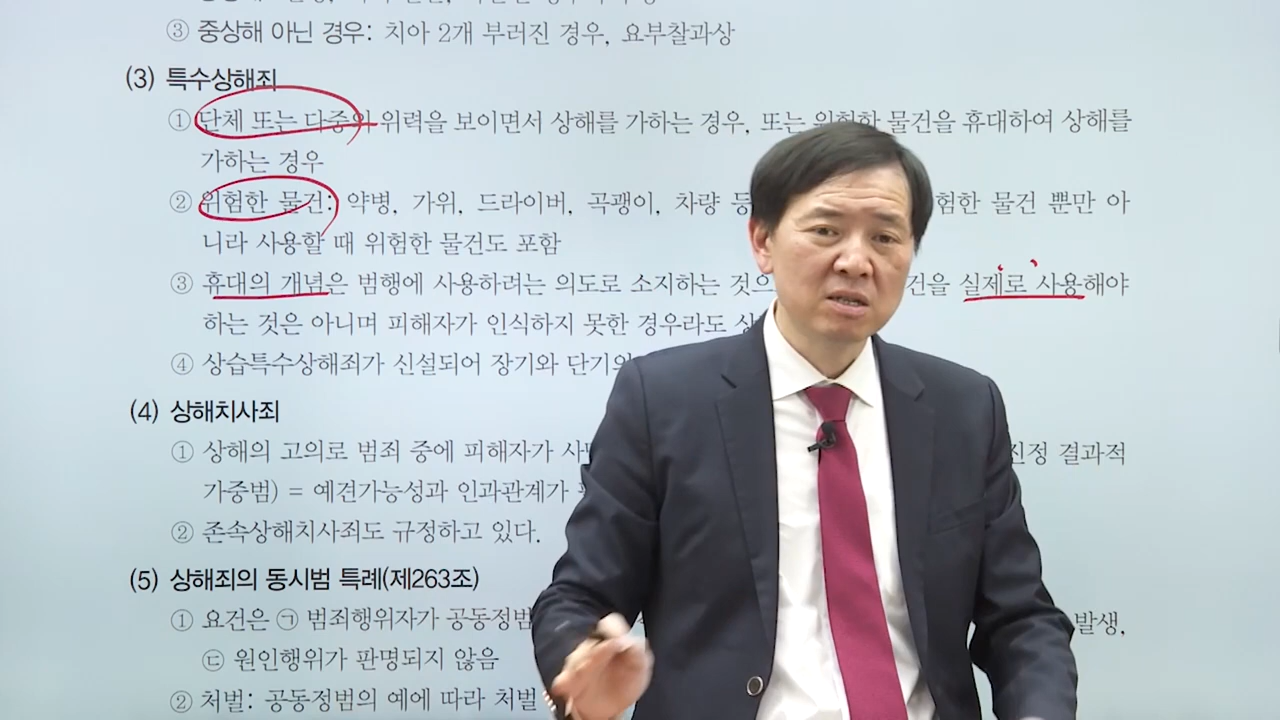 ③ 중상해 아닌 경우: 치아 2개 부러진 경우, 요부찰과상
(3) 특수상해죄
① 단체 또는 다중의 위력을 보이면서 상해를 가하는 경우, 또는 위험한 물건을 휴대하여 상해를
가하는 경우
② 위험한 물건: 약병, 가위, 드라이버, 곡괭이, 차량 등 험한 물건 뿐만 아
니라 사용할 때 위험한 물건도 포함
③ 휴대의 개념은 범행에 사용하려는 의도로 소지하는 것으 건을 실제로 사용해야
하는 것은 아니며 피해자가 인식하지 못한 경우라도
④ 상습특수상해죄가 신설되어 장기와 단기의
(4) 상해치사죄
① 상해의 고의로 범죄 중에 피해자가 사 진정 결과적
가중범) = 예견가능성과 인과관계가
② 존속상해치사죄도 규정하고 있다.
(5) 상해죄의 동시범 특례(제263조)
① 요건은 ㉠ 범죄행위자가 공동정범 발생,
㉢ 원인행위가 판명되지 않음
② 처벌: 공동정범의 예에 따라 처벌